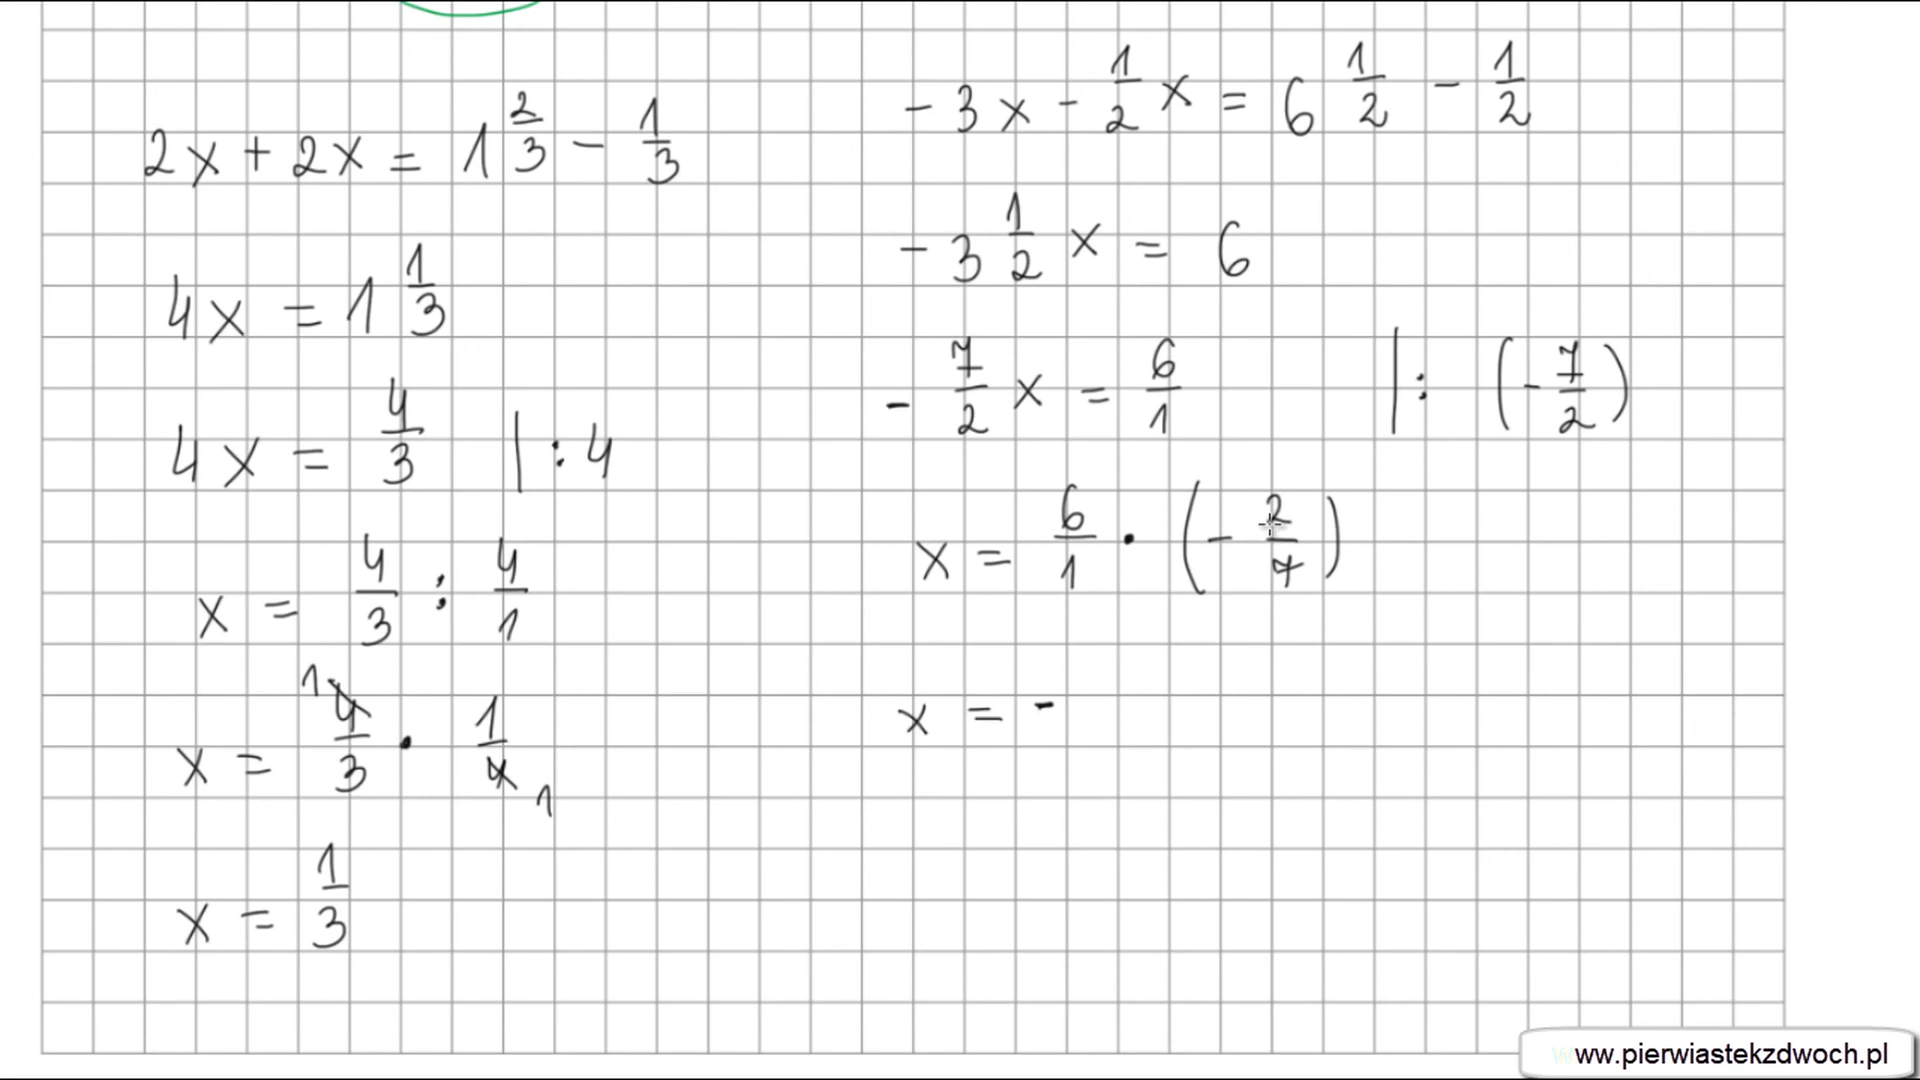 2x + 2x = 1 2/3 - 1/3
4x = 1 1/3
4x = 4/3 | : 4
x = 4/3 : 4/1
x = 1 4/3 · 1/4 1
x = 1/3
- 3x - 1/2 x = 6 1/2 - 1/2
- 3 1/2 x = 6
- 7/2 x = 6/1 | : (- 7/2)
x = 6/1 · (- 2/7)
x = -
www.pierwiastekzdwoch.pl